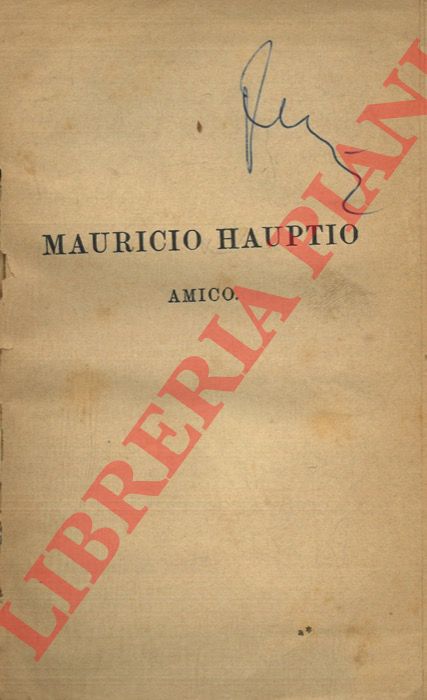 MAURICIO HAUPTIO
AMICO.
LIBRERIA PIANI
a*